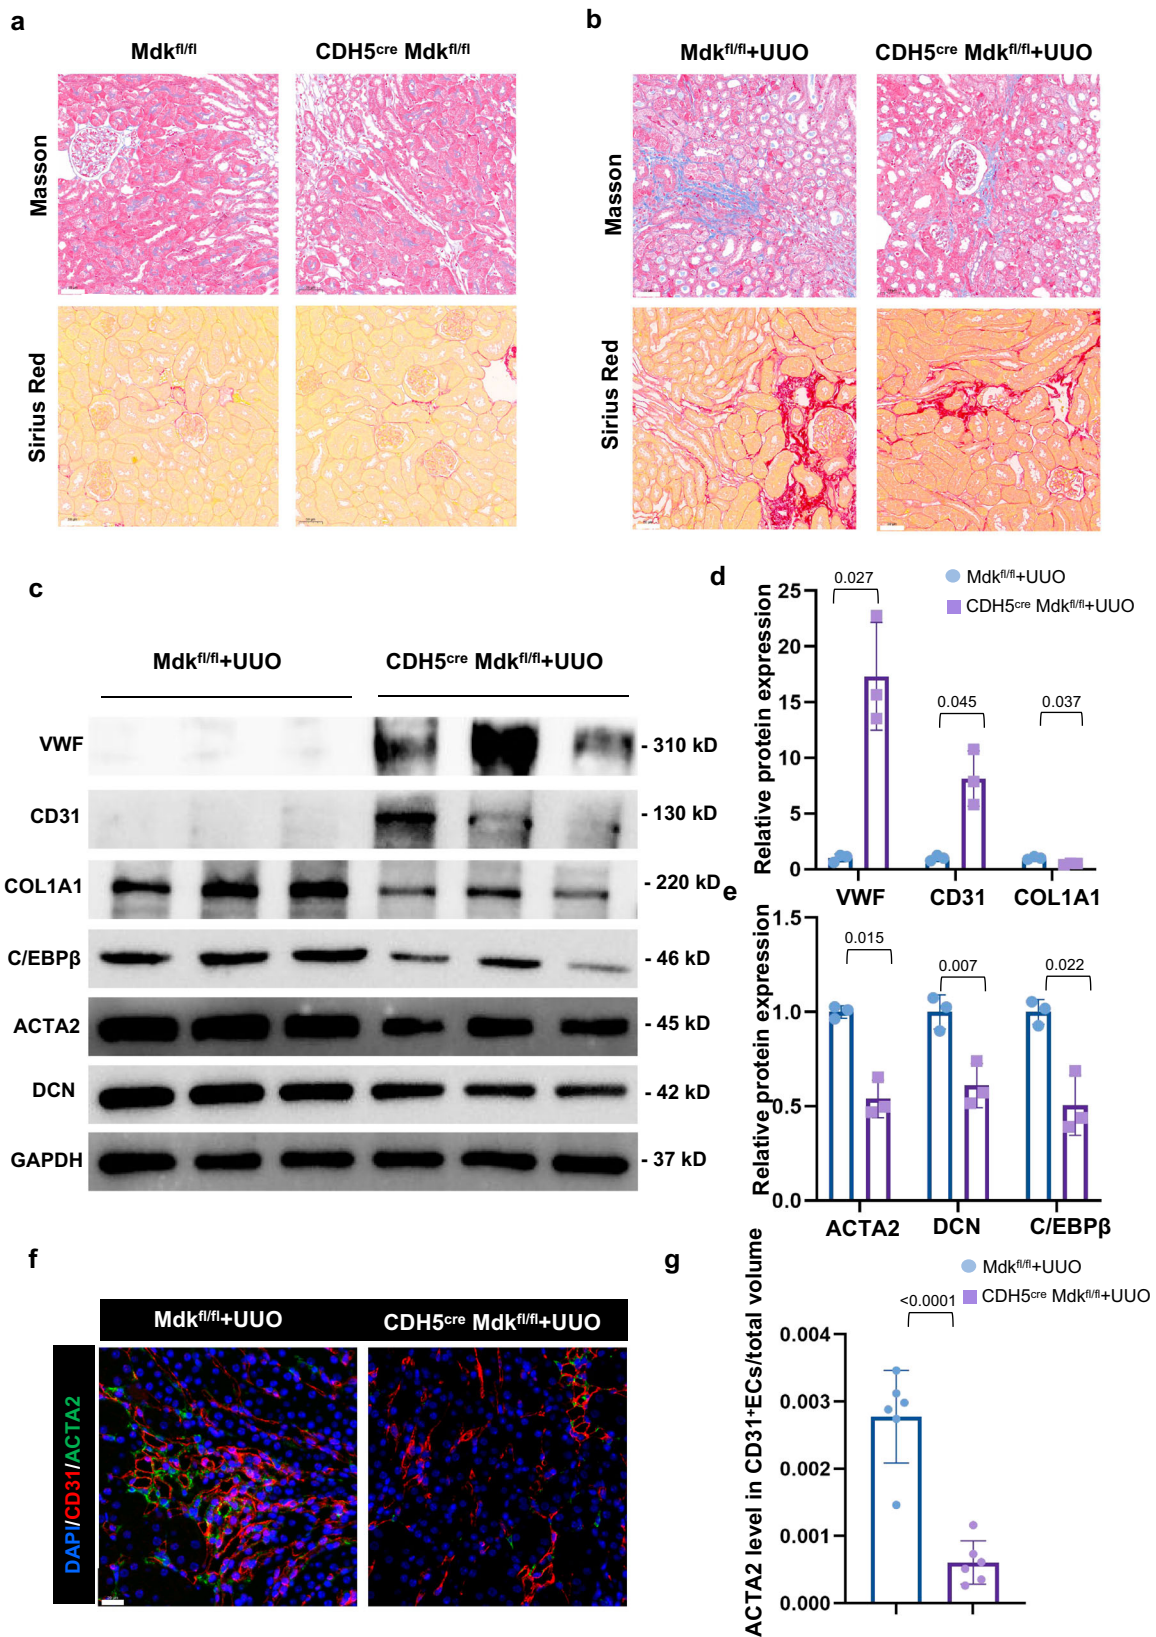 a
Mdkfl/fl
CDH5cre Mdkfl/fl
Masson
Sirius Red
b
Mdkfl/fl+UUO
CDH5cre Mdkfl/fl+UUO
Masson
Sirius Red
c
Mdkfl/fl+UUO
CDH5cre Mdkfl/fl+UUO
VWF
- 310 kD
CD31
- 130 kD
COL1A1
- 220 kD
C/EBPβ
- 46 kD
ACTA2
- 45 kD
DCN
- 42 kD
GAPDH
- 37 kD
d
Mdkfl/fl+UUO
CDH5cre Mdkfl/fl+UUO
Relative protein expression
25
20
15
10
5
0
0.027
0.045
0.037
VWF
CD31
COL1A1
e
Relative protein expression
1.5
1.0
0.5
0.0
0.015
0.007
0.022
ACTA2
DCN
C/EBPβ
f
Mdkfl/fl+UUO
CDH5cre Mdkfl/fl+UUO
DAPI/CD31/ACTA2
g
Mdkfl/fl+UUO
CDH5cre Mdkfl/fl+UUO
<0.0001
ACTA2 level in CD31+ECs/total volume
0.004
0.003
0.002
0.001
0.000